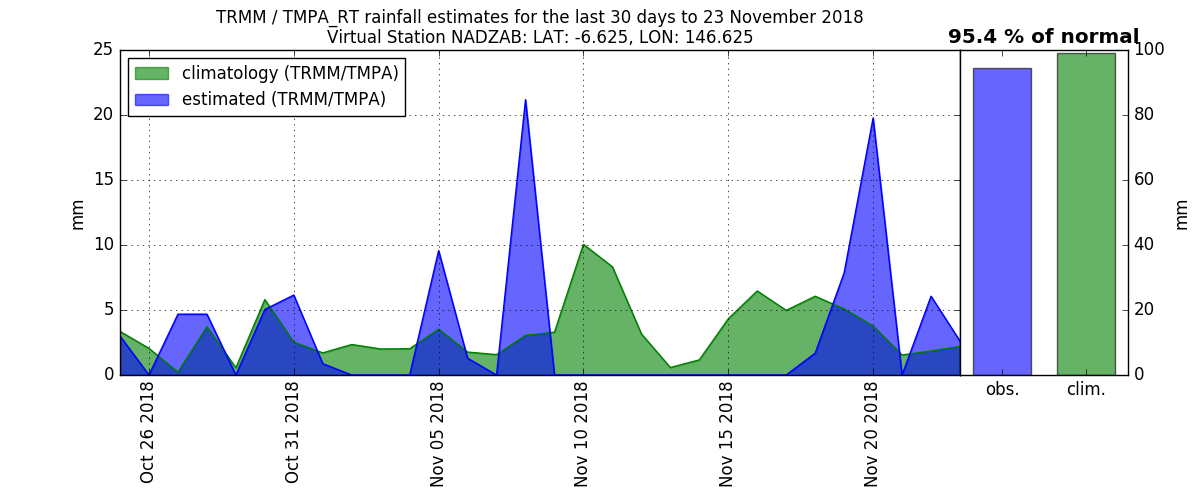 TRMM / TMPA_RT rainfall estimates for the last 30 days to 23 November 2018
Virtual Station NADZAB: LAT: -6.625, LON: 146.625
95.4 % of normal
climatology (TRMM/TMPA)
estimated (TRMM/TMPA)
25
20
15
10
5
0
mm
100
80
60
40
20
0
mm
Oct 26 2018
Oct 31 2018
Nov 05 2018
Nov 10 2018
Nov 15 2018
Nov 20 2018
obs.
clim.